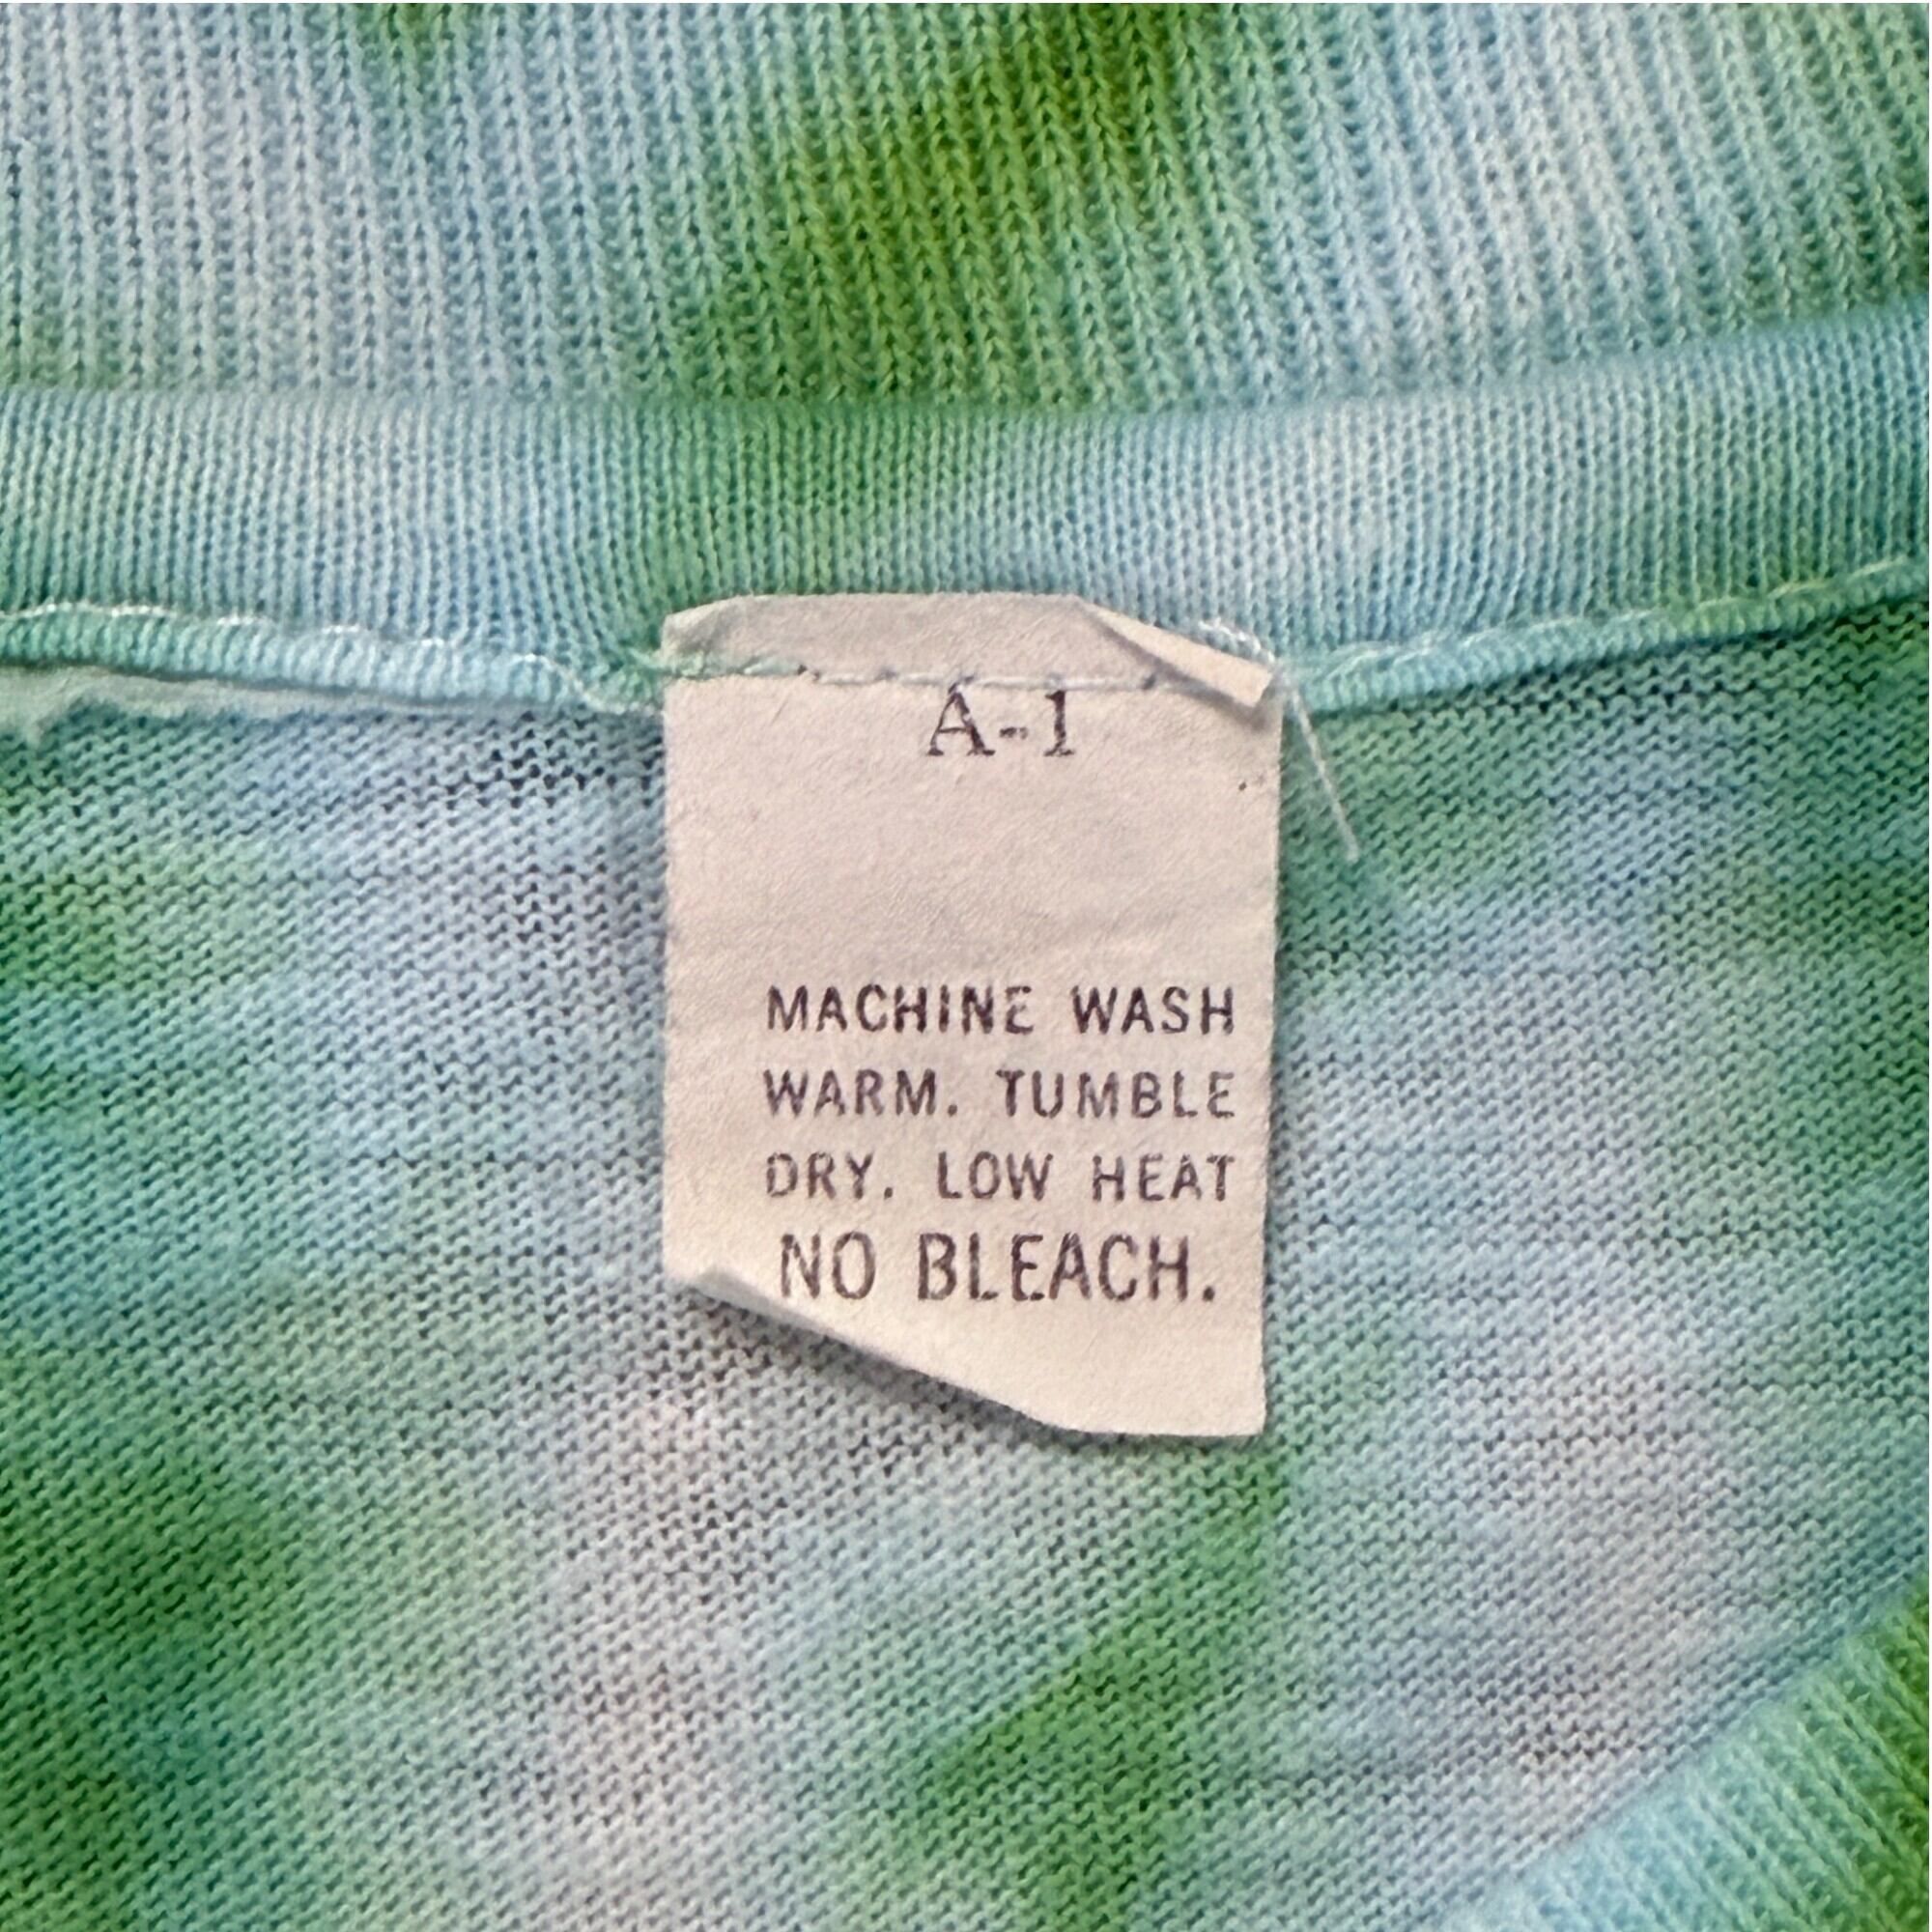 A-1
MACHINE WASH
WARM. TUMBLE
DRY. LOW HEAT
NO BLEACH.